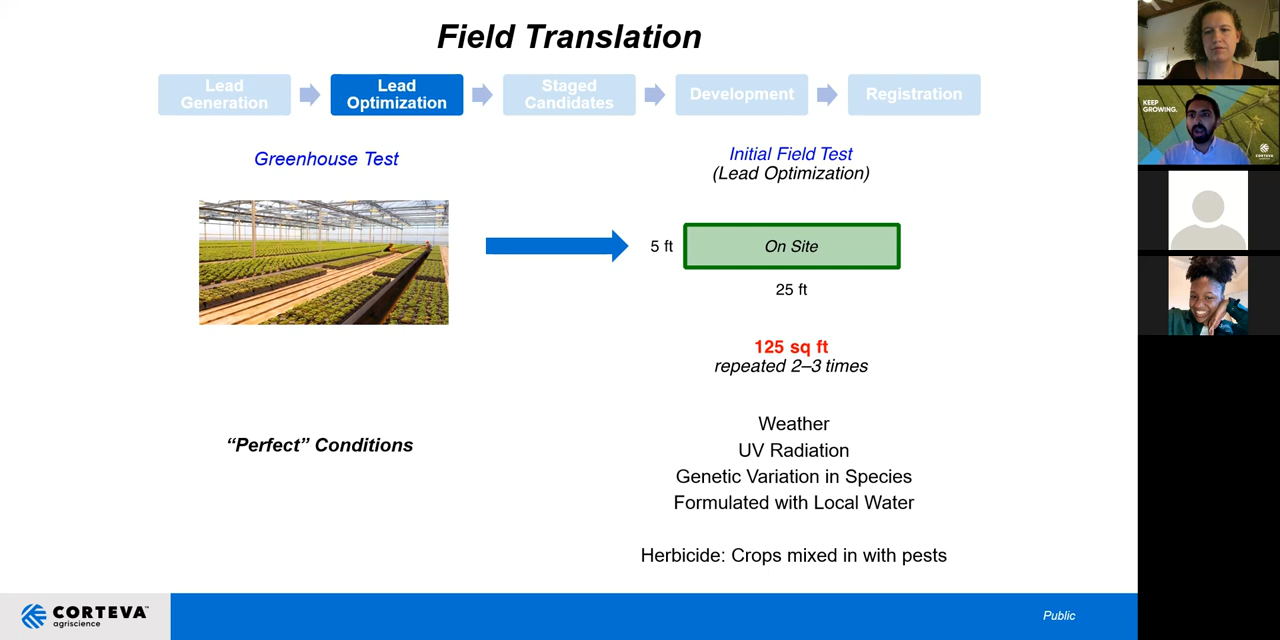 Field Translation
Lead
Generation
Lead
Optimization
Staged
Candidates
Development
Registration
Greenhouse Test
Initial Field Test
(Lead Optimization)
5 ft
On Site
25 ft
125 sq ft
repeated 2–3 times
“Perfect” Conditions
Weather
UV Radiation
Genetic Variation in Species
Formulated with Local Water
Herbicide: Crops mixed in with pests
CORTEVA™
agriscience
Public
KEEP
GROWING.
CORTEVA